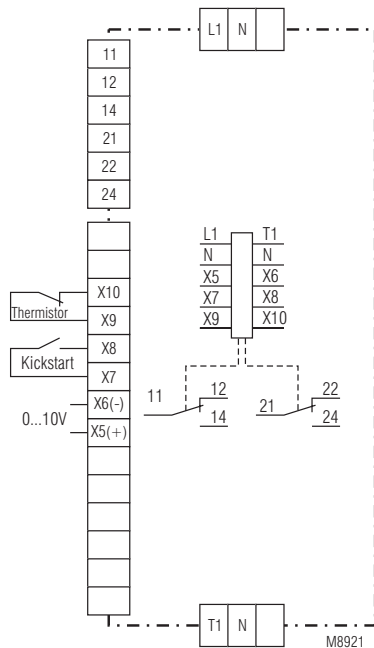 L1 N
11
12
14
21
22
24
X10
X9
X8
X7
X6(-)
X5(+)
Thermistor
Kickstart
0...10V
L1 T1
N N
X5 X6
X7 X8
X9 X10
11 12 14
21 22 24
T1 N
M8921